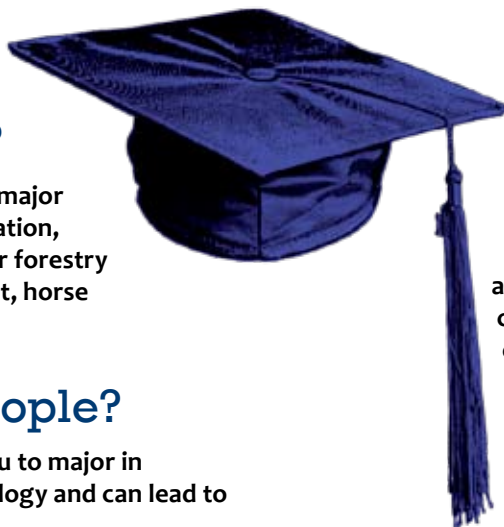 major
ation,
r forestry
t, horse
ople?
u to major in
logy and can lead to
a